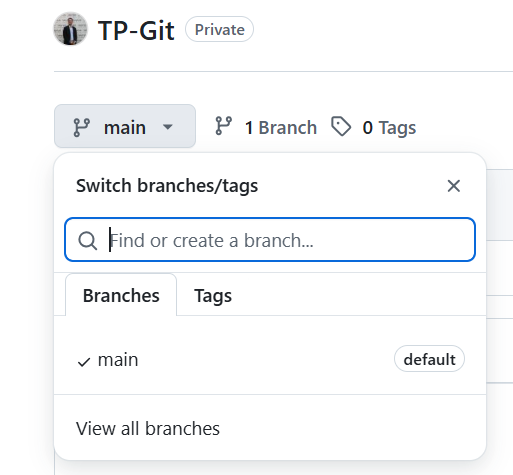 TP-Git Private
main 1 Branch 0 Tags
Switch branches/tags
Find or create a branch...
Branches Tags
main default
View all branches